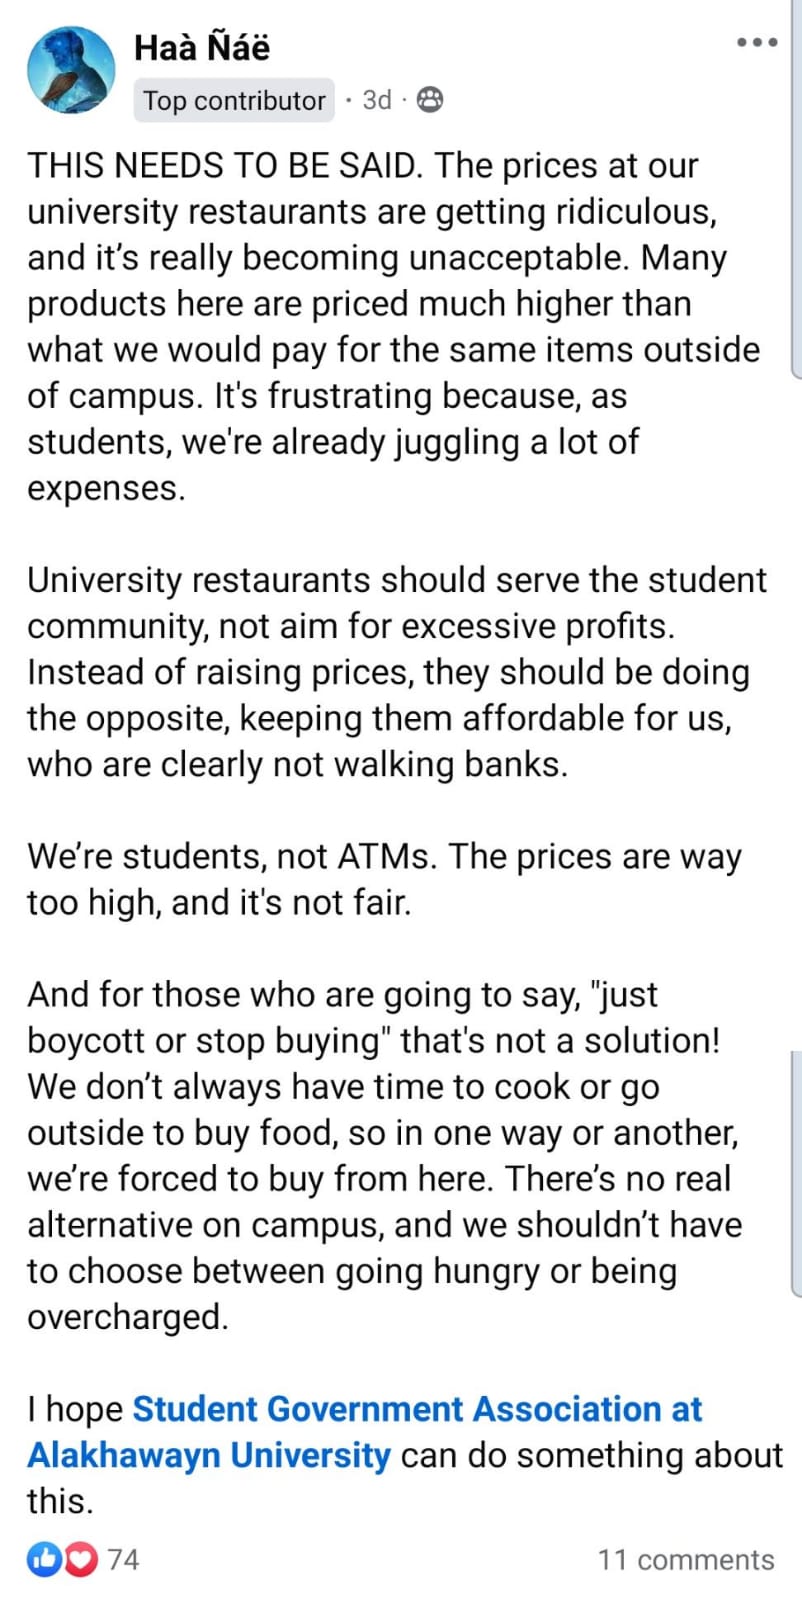 Haà Ñáë
Top contributor · 3d ·
THIS NEEDS TO BE SAID. The prices at our
university restaurants are getting ridiculous,
and it’s really becoming unacceptable. Many
products here are priced much higher than
what we would pay for the same items outside
of campus. It's frustrating because, as
students, we're already juggling a lot of
expenses.
University restaurants should serve the student
community, not aim for excessive profits.
Instead of raising prices, they should be doing
the opposite, keeping them affordable for us,
who are clearly not walking banks.
We’re students, not ATMs. The prices are way
too high, and it's not fair.
And for those who are going to say, "just
boycott or stop buying" that's not a solution!
We don’t always have time to cook or go
outside to buy food, so in one way or another,
we’re forced to buy from here. There’s no real
alternative on campus, and we shouldn’t have
to choose between going hungry or being
overcharged.
I hope Student Government Association at
Alakhawayn University can do something about
this.
74 11 comments